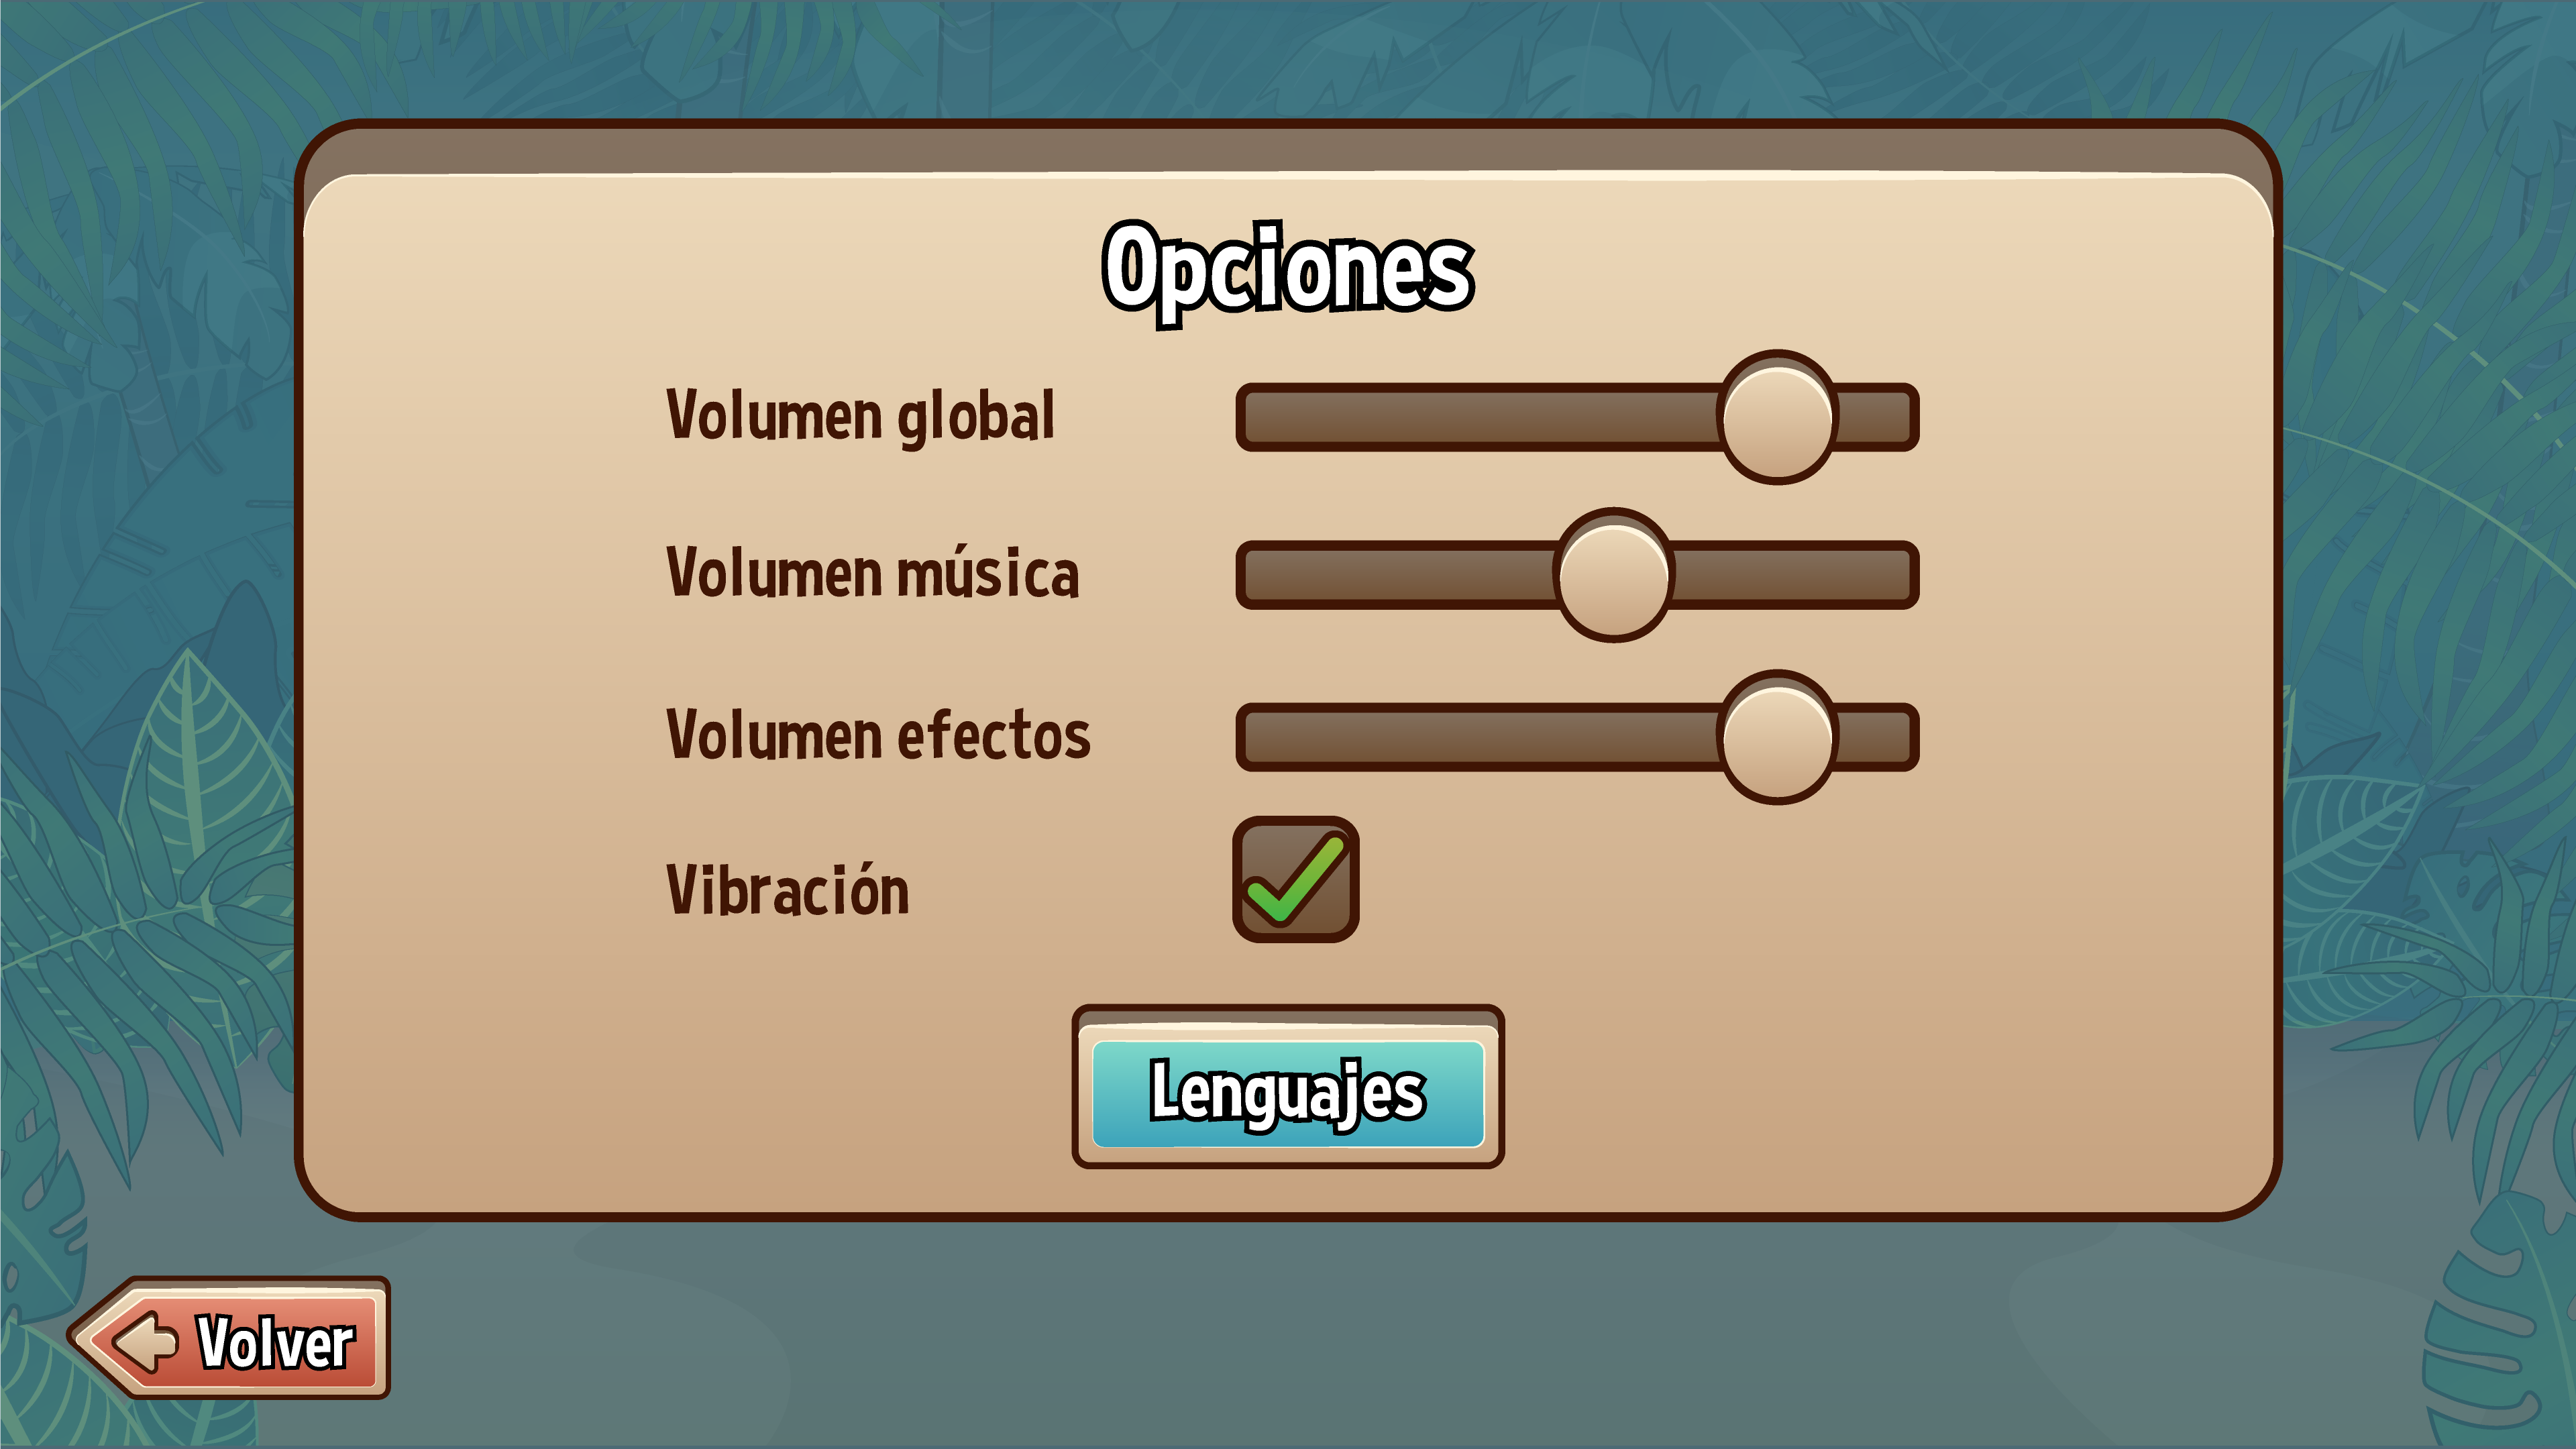 Opciones
Volumen global
Volumen música
Volumen efectos
Vibración
Lenguajes
Volver